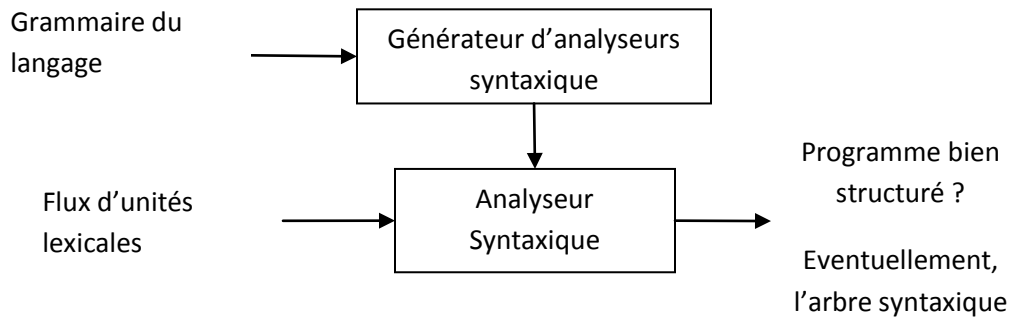 Grammaire du
langage
Générateur d’analyseurs
syntaxique
Flux d’unités
lexicales
Analyseur
Syntaxique
Programme bien
structuré ?
Eventuellement,
l’arbre syntaxique